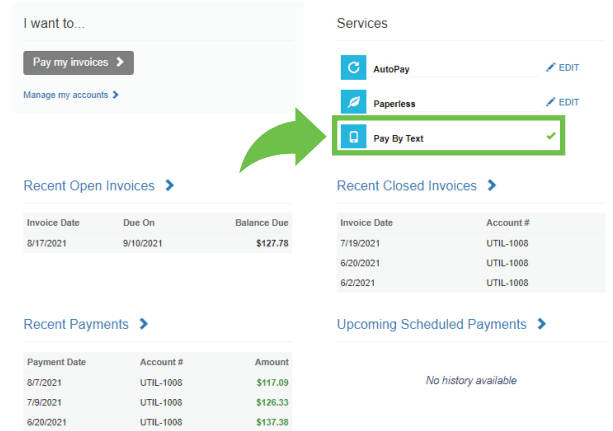 I want to...
Pay my invoices
Manage my accounts
Services
AutoPay EDIT
Paperless EDIT
Pay By Text
Recent Open Invoices
Invoice Date Due On Balance Due
8/17/2021 9/10/2021 $127.78
Recent Closed Invoices
Invoice Date Account #
7/19/2021 UTIL-1008
6/20/2021 UTIL-1008
6/2/2021 UTIL-1008
Recent Payments
Payment Date Account # Amount
8/7/2021 UTIL-1008 $117.09
7/9/2021 UTIL-1008 $126.33
6/20/2021 UTIL-1008 $137.38
Upcoming Scheduled Payments
No history available